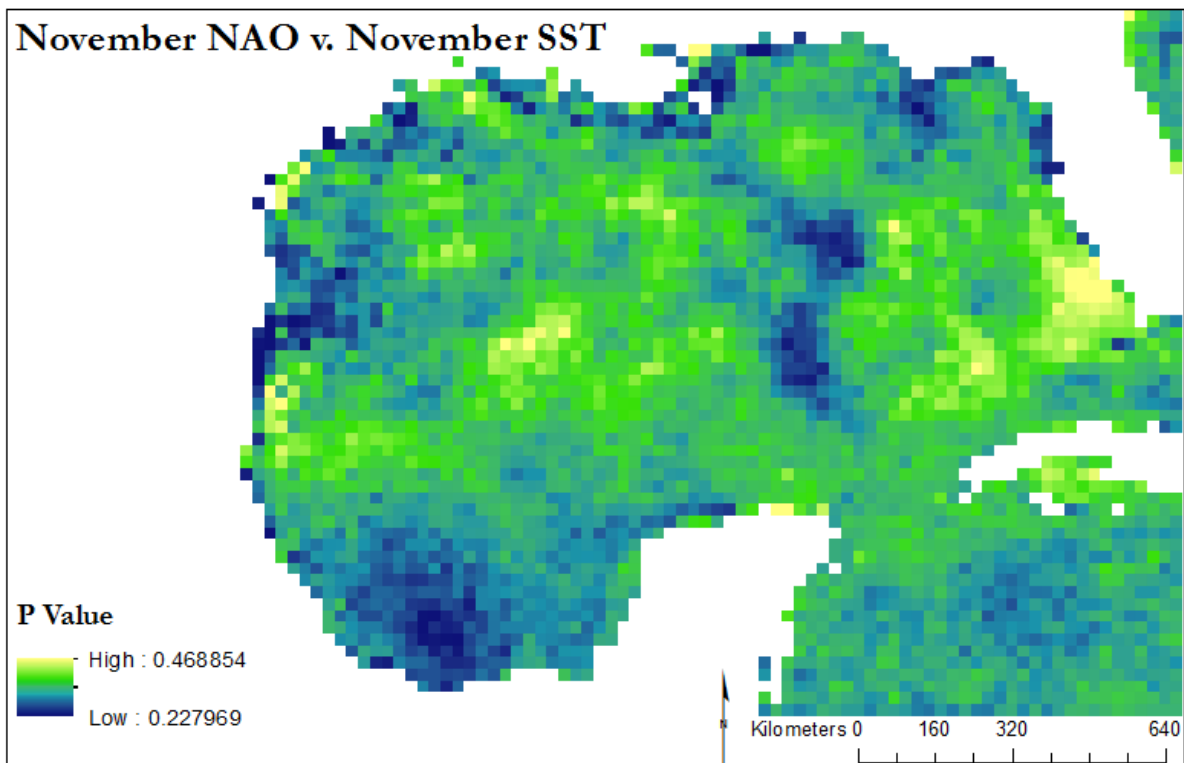 November NAO v. November SST
P Value
High : 0.468854
Low : 0.227969
N
Kilometers 0 160 320 640